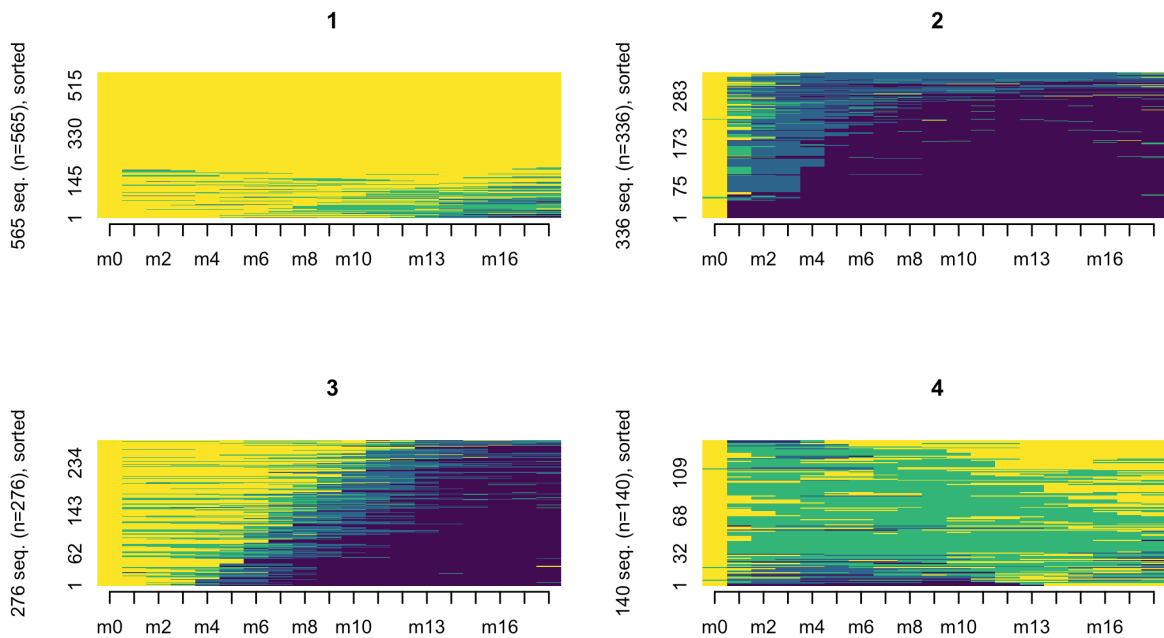 1
565 seq. (n=565), sorted
515
330
145
1
m0 m2 m4 m6 m8 m10 m13 m16
2
336 seq. (n=336), sorted
283
173
75
1
m0 m2 m4 m6 m8 m10 m13 m16
3
276 seq. (n=276), sorted
234
143
62
1
m0 m2 m4 m6 m8 m10 m13 m16
4
140 seq. (n=140), sorted
109
68
32
1
m0 m2 m4 m6 m8 m10 m13 m16